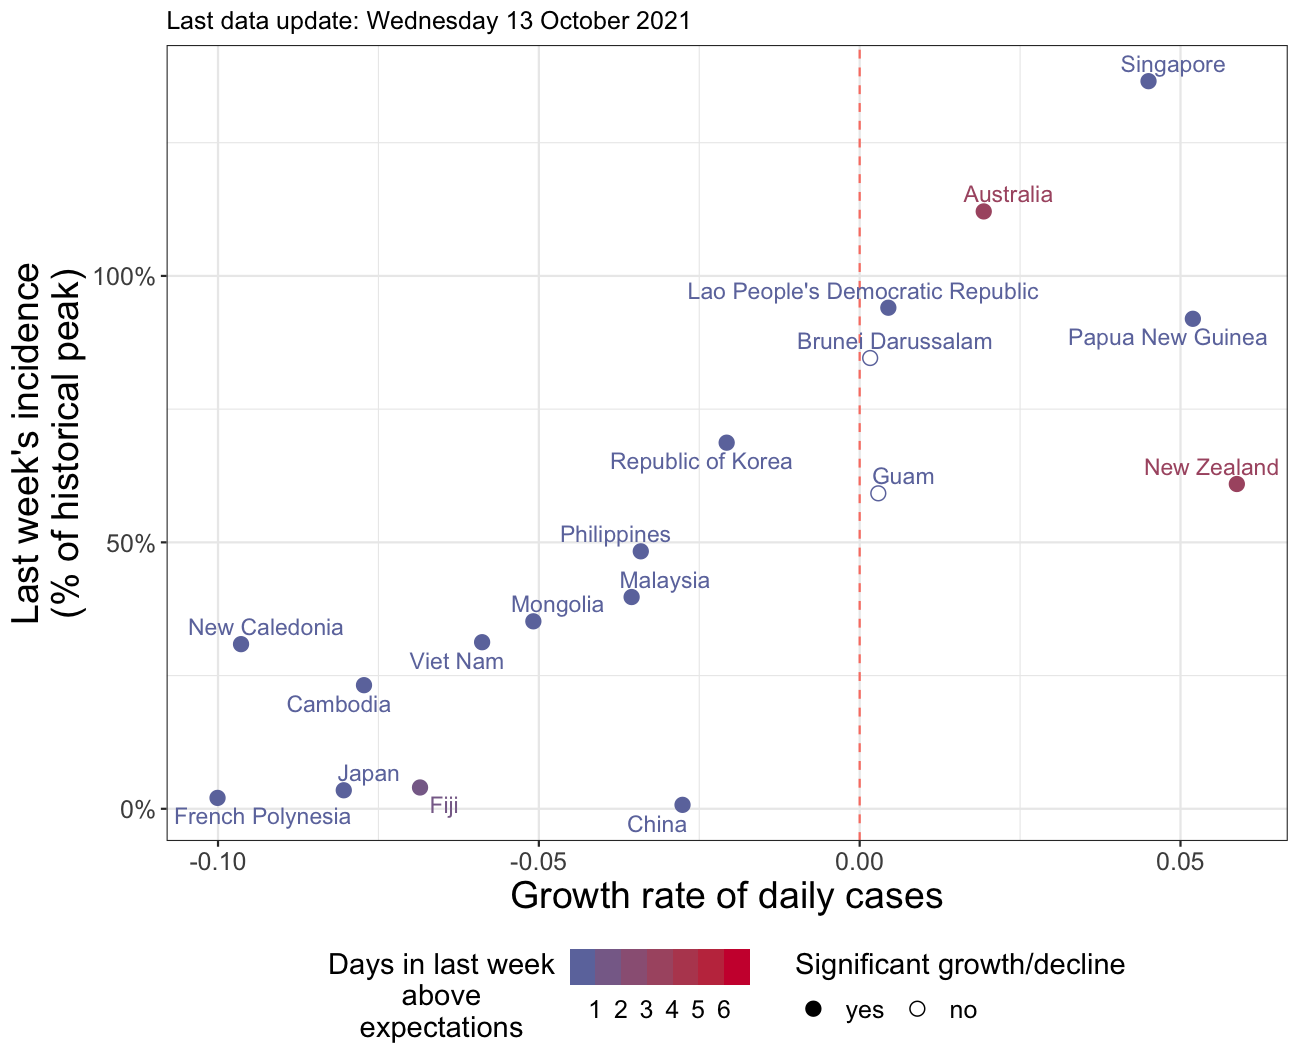 Last data update: Wednesday 13 October 2021
Last week's incidence
(% of historical peak)
100%
50%
0%
Singapore
Australia
Lao People's Democratic Republic
Brunei Darussalam
Papua New Guinea
Republic of Korea
New Zealand
Guam
Philippines
Malaysia
Mongolia
New Caledonia
Viet Nam
Cambodia
Japan
Fiji
French Polynesia
China
-0.10 -0.05 0.00 0.05
Growth rate of daily cases
Days in last week
above
expectations
1 2 3 4 5 6
Significant growth/decline
yes no